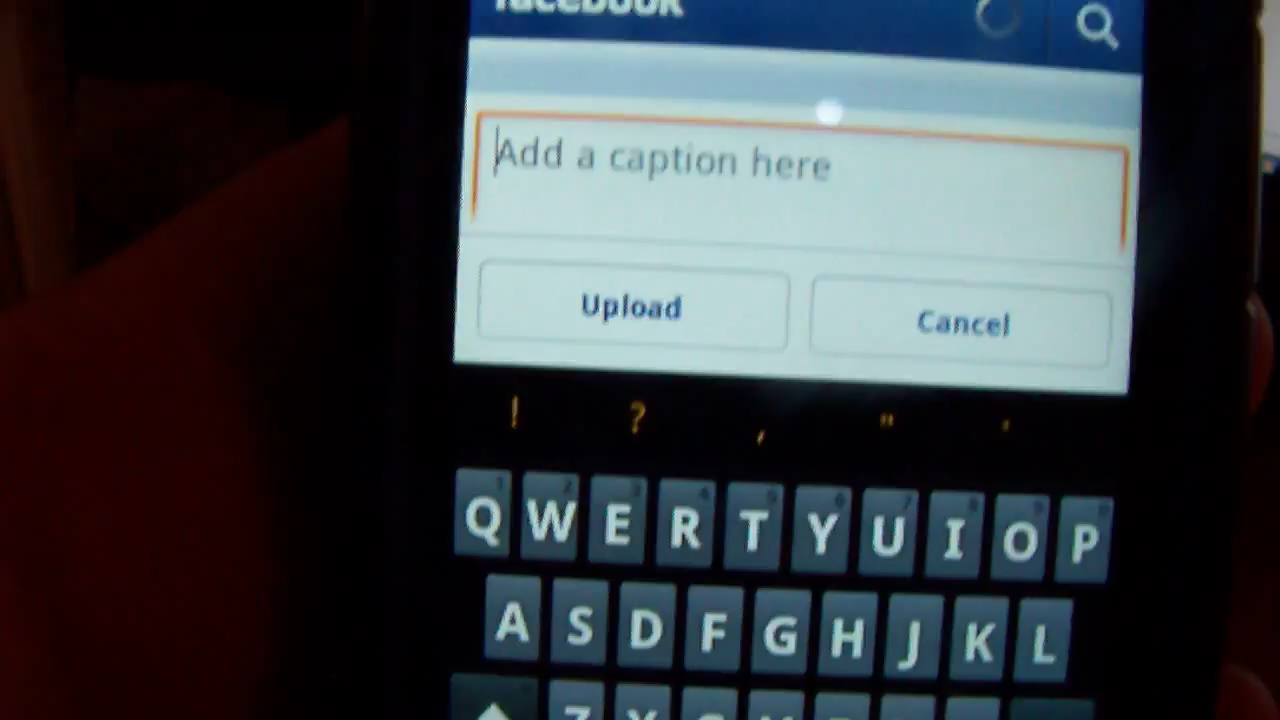 facebook
Add a caption here
Upload Cancel
! ? , " '
Q W E R T Y U I O P
A S D F G H J K L
Z